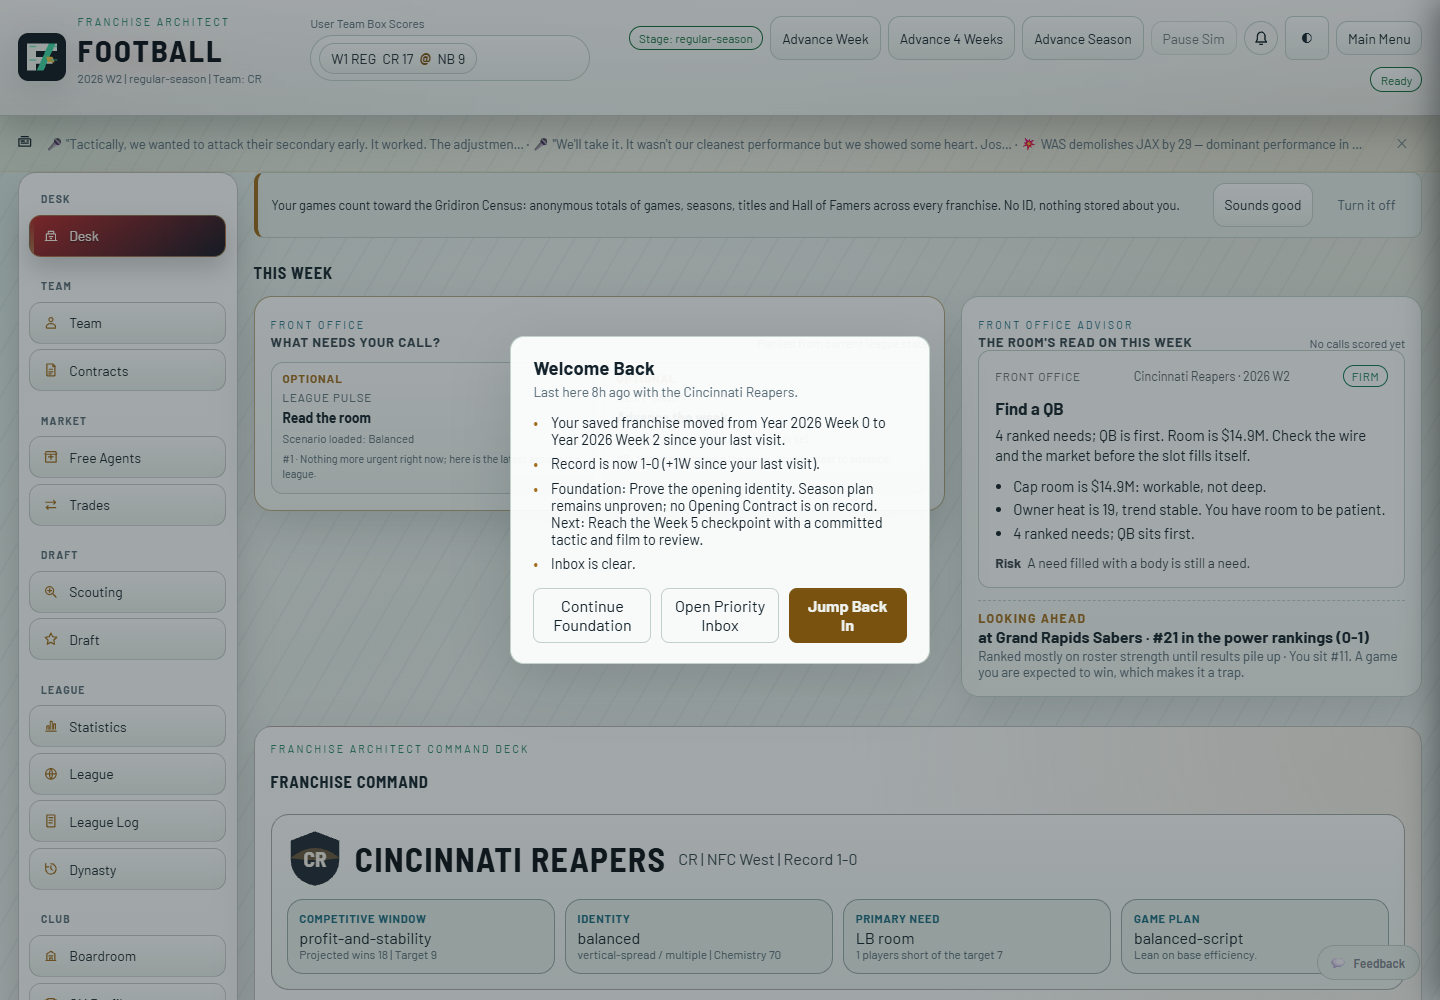 FRANCHISE ARCHITECT
FOOTBALL
2026 W2 | regular-season | Team: CR
User Team Box Scores
W1 REG CR 17 @ NB 9
Stage: regular-season
Advance Week
Advance 4 Weeks
Advance Season
Pause Sim
Main Menu
Ready
"Tactically, we wanted to attack their secondary early. It worked. The adjustmen... · "We'll take it. It wasn't our cleanest performance but we showed some heart. Jos... · WAS demolishes JAX by 29 — dominant performance in ...
DESK
Desk
TEAM
Team
Contracts
MARKET
Free Agents
Trades
DRAFT
Scouting
Draft
LEAGUE
Statistics
League
League Log
Dynasty
CLUB
Boardroom
Your games count toward the Gridiron Census: anonymous totals of games, seasons, titles and Hall of Famers across every franchise. No ID, nothing stored about you.
Sounds good
Turn it off
THIS WEEK
FRONT OFFICE
WHAT NEEDS YOUR CALL?
OPTIONAL
LEAGUE PULSE
Read the room
Scenario loaded: Balanced
#1 · Nothing more urgent right now; here is the
league.
Welcome Back
Last here 8h ago with the Cincinnati Reapers.
• Your saved franchise moved from Year 2026 Week 0 to
Year 2026 Week 2 since your last visit.
• Record is now 1-0 (+1W since your last visit).
• Foundation: Prove the opening identity. Season plan
remains unproven; no Opening Contract is on record.
Next: Reach the Week 5 checkpoint with a committed
tactic and film to review.
• Inbox is clear.
Continue
Foundation
Open Priority
Inbox
Jump Back
In
FRONT OFFICE ADVISOR
THE ROOM'S READ ON THIS WEEK
No calls scored yet
FRONT OFFICE
Cincinnati Reapers · 2026 W2
FIRM
Find a QB
4 ranked needs; QB is first. Room is $14.9M. Check the wire
and the market before the slot fills itself.
• Cap room is $14.9M: workable, not deep.
• Owner heat is 19, trend stable. You have room to be patient.
• 4 ranked needs; QB sits first.
Risk A need filled with a body is still a need.
LOOKING AHEAD
at Grand Rapids Sabers · #21 in the power rankings (0-1)
Ranked mostly on roster strength until results pile up · You sit #11. A game
you are expected to win, which makes it a trap.
FRANCHISE ARCHITECT COMMAND DECK
FRANCHISE COMMAND
CR
CINCINNATI REAPERS
CR | NFC West | Record 1-0
COMPETITIVE WINDOW
profit-and-stability
Projected wins 18 | Target 9
IDENTITY
balanced
vertical-spread / multiple | Chemistry 70
PRIMARY NEED
LB room
1 players short of the target 7
GAME PLAN
balanced-script
Lean on base efficiency.
Feedback